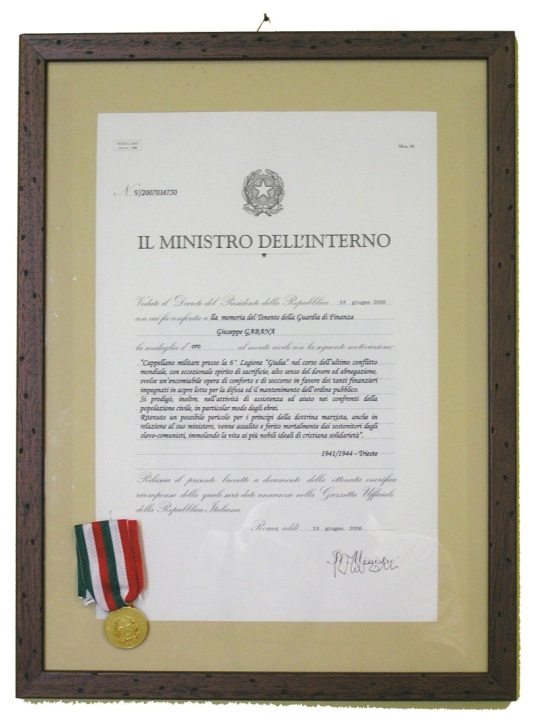 Mod. 56
N. 9/2007038730
IL MINISTRO DELL'INTERNO
Veduto il Decreto del Presidente della Repubblica 19 giugno 2008
con cui fu conferita alla memoria del Tenente della Guardia di Finanza
Giuseppe GABANA
la medaglia d' oro al merito civile con la seguente motivazione:
"Cappellano militare presso la 6ª Legione "Giulia" nel corso dell'ultimo conflitto
mondiale, con eccezionale spirito di sacrificio, alto senso del dovere ed abnegazione,
svolse un'encomiabile opera di conforto e di soccorso in favore dei tanti finanzieri
impegnati in aspre lotte per la difesa ed il mantenimento dell'ordine pubblico.
Si prodigò, inoltre, nell'attività di assistenza ed aiuto nei confronti della
popolazione civile, in particolar modo degli ebrei.
Ritenuto un possibile pericolo per i principi della dottrina marxista, anche in
relazione al suo ministero, venne assalito e ferito mortalmente dai sostenitori degli
slavo-comunisti, immolando la vita ai più nobili ideali di cristiana solidarietà".
1941/1944 - Trieste
Rilascia il presente brevetto a documento della ottenuta onorifica
ricompensa della quale sarà dato annunzio nella Gazzetta Ufficiale
della Repubblica Italiana.
Roma addì 19 giugno 2008
Il Ministro